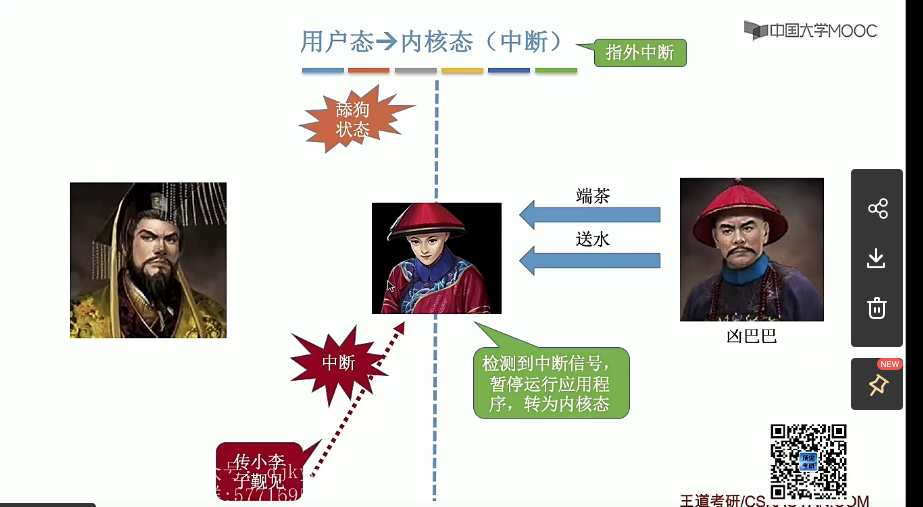 中国大学MOOC
用户态→内核态（中断）
指外中断
舔狗
状态
端茶
送水
凶巴巴
中断
检测到中断信号，
暂停运行应用程
序，转为内核态
传小李
子觐见
NEW
王道考研/CSKAOYAN.COM